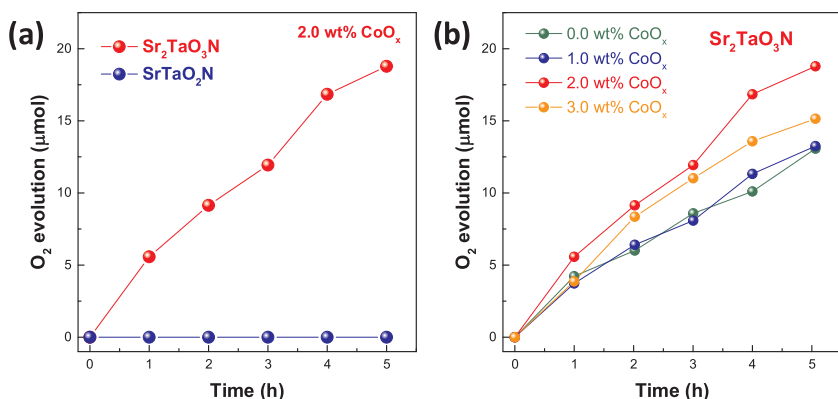 (a)
2.0 wt% CoOₓ
Sr₂TaO₃N
SrTaO₂N
20
15
10
5
0
O₂ evolution (μmol)
0 1 2 3 4 5
Time (h)
(b)
0.0 wt% CoOₓ
1.0 wt% CoOₓ
2.0 wt% CoOₓ
3.0 wt% CoOₓ
Sr₂TaO₃N
20
15
10
5
0
O₂ evolution (μmol)
0 1 2 3 4 5
Time (h)